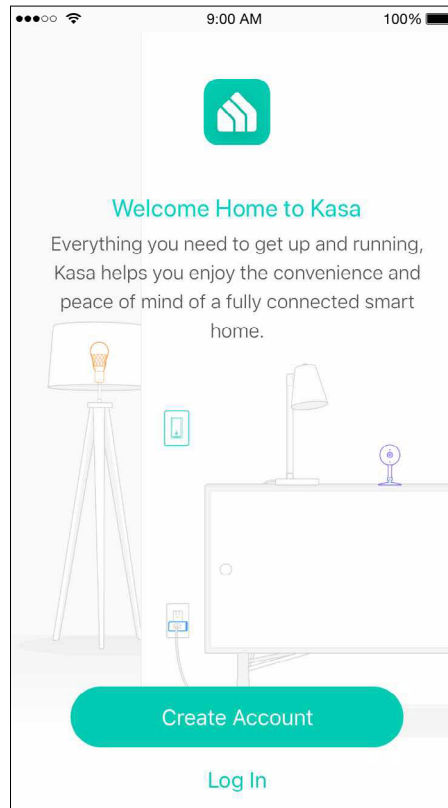 9:00 AM
100%
Welcome Home to Kasa
Everything you need to get up and running,
Kasa helps you enjoy the convenience and
peace of mind of a fully connected smart
home.
Create Account
Log In